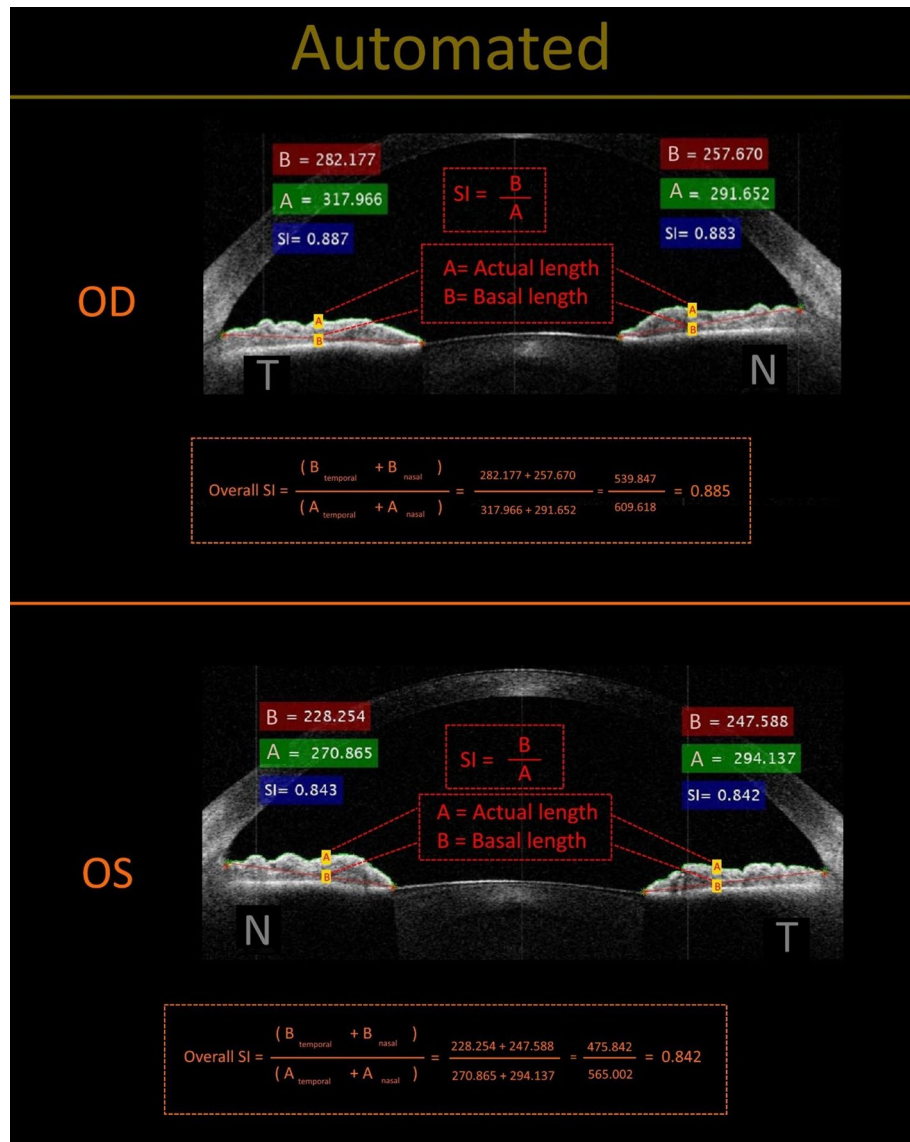 Automated
OD
B = 282.177
A = 317.966
SI= 0.887
SI = B
A
B = 257.670
A = 291.652
SI= 0.883
A= Actual length
B= Basal length
A
B
A
B
T
N
Overall SI = ( B temporal + B nasal ) = 282.177 + 257.670 = 539.847 = 0.885
( A temporal + A nasal ) 317.966 + 291.652 609.618
OS
B = 228.254
A = 270.865
SI= 0.843
SI = B
A
B = 247.588
A = 294.137
SI= 0.842
A = Actual length
B = Basal length
A
B
A
B
N
T
Overall SI = ( B temporal + B nasal ) = 228.254 + 247.588 = 475.842 = 0.842
( A temporal + A nasal ) 270.865 + 294.137 565.002